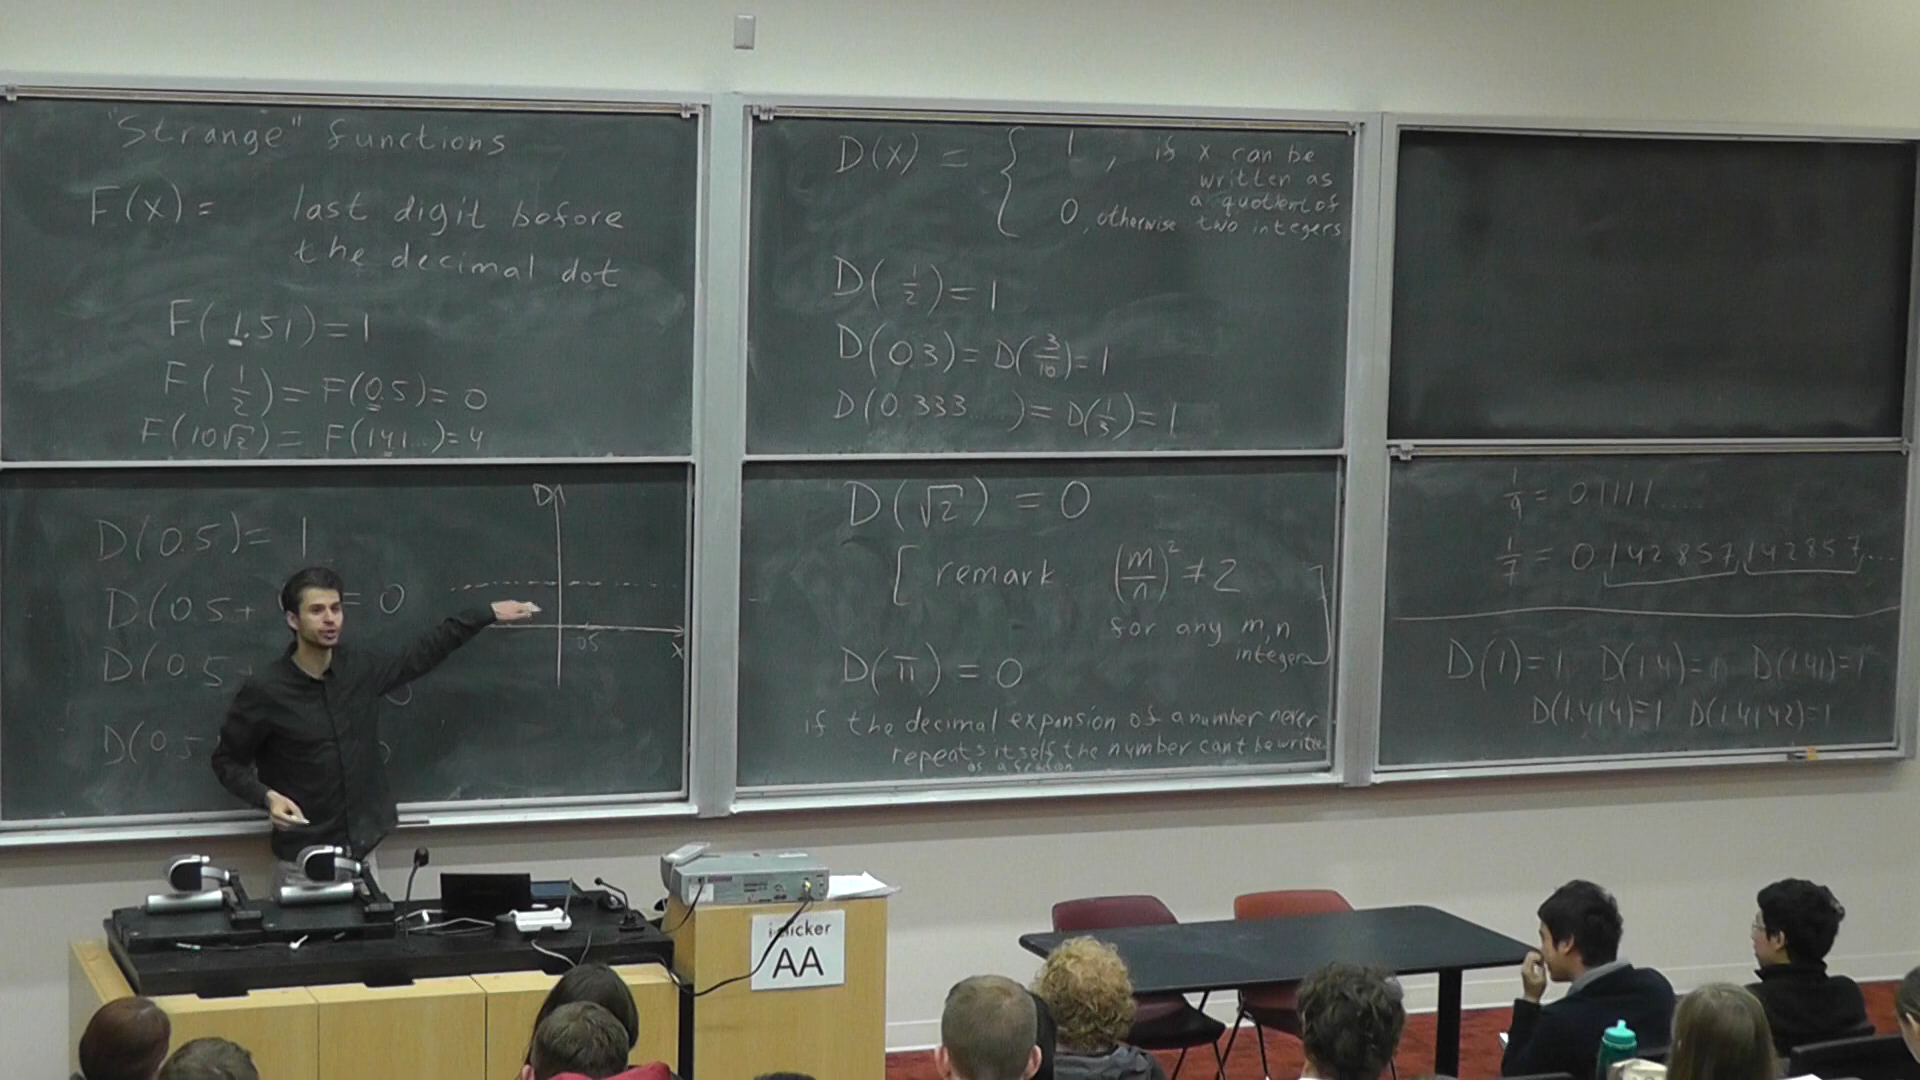 "Strange" functions
F(x) = last digit before
the decimal dot
F(1.51) = 1
F(1/2) = F(0.5) = 0
F(10√2) = F(14.1...) = 4
D(0.5) = 1
D(0.5+ = 0
D(0.5+
D(0.5
D
0.5
x
D(x) = { 1, if x can be
written as
a quotient of
0, otherwise two integers
D(1/2) = 1
D(0.3) = D(3/10) = 1
D(0.333...) = D(1/3) = 1
D(√2) = 0
[remark (m/n)² ≠ 2
for any m,n
integers]
D(π) = 0
if the decimal expansion of a number never
repeats itself the number cant be written
as a fraction
1/9 = 0.1111.....
1/7 = 0.142857,142857,...
D(1)=1 D(1.4)=1 D(1.41)=1
D(1.414)=1 D(1.4142)=1
i-clicker
AA